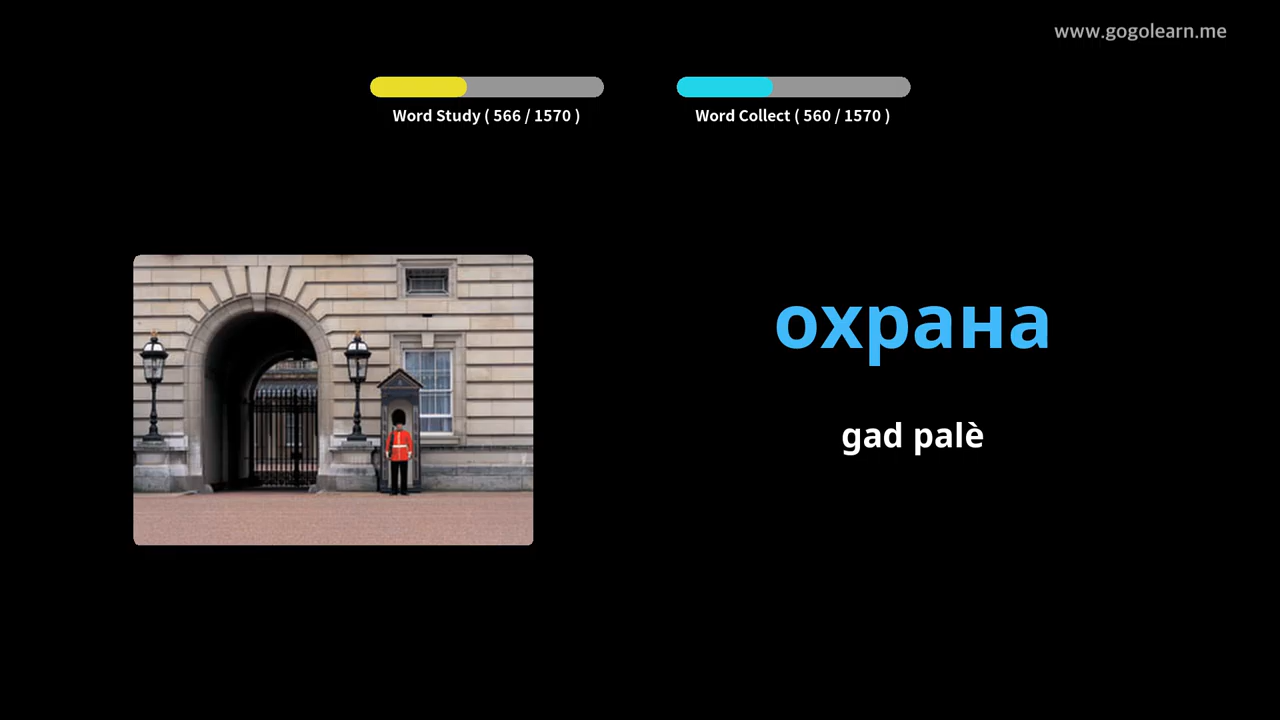 www.gogolearn.me
Word Study ( 566 / 1570 )
Word Collect ( 560 / 1570 )
охрана
gad palè